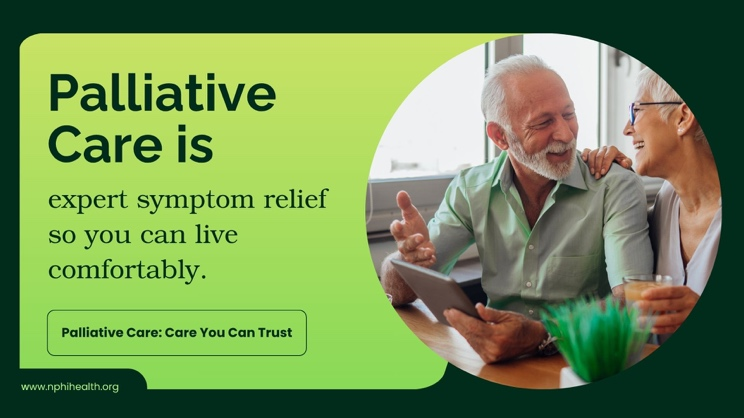 Palliative
Care is
expert symptom relief
so you can live
comfortably.
Palliative Care: Care You Can Trust
www.nphihealth.org